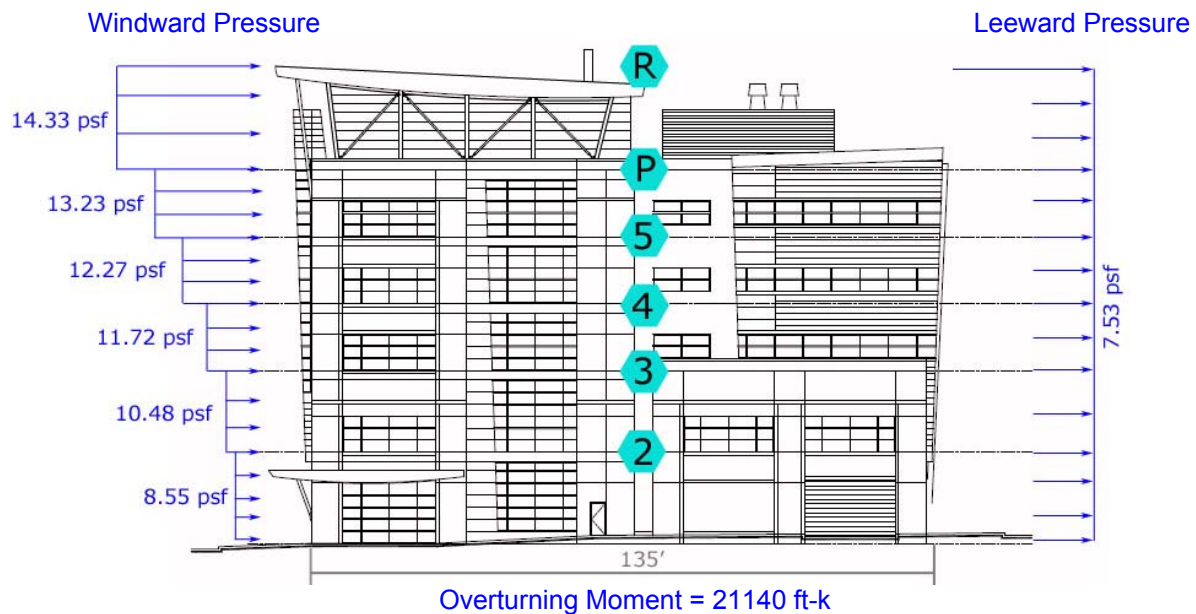 Windward Pressure
Leeward Pressure
R
14.33 psf
P
13.23 psf
5
12.27 psf
4
11.72 psf
7.53 psf
3
10.48 psf
2
8.55 psf
135'
Overturning Moment = 21140 ft-k